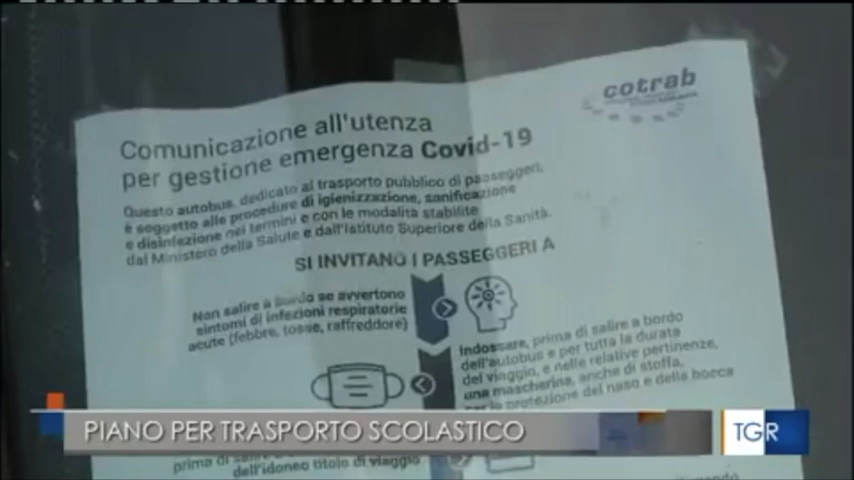 cotrab
Comunicazione all'utenza
per gestione emergenza Covid-19
Questo autobus, dedicato al trasporto pubblico di passeggeri,
è soggetto alle procedure di igienizzazione, sanificazione
e disinfezione nei termini e con le modalità stabilite
dal Ministero della Salute e dall'Istituto Superiore della Sanità.
SI INVITANO I PASSEGGERI A
Non salire a bordo se avvertono
sintomi di infezioni respiratorie
acute (febbre, tosse, raffreddore)
Indossare, prima di salire a bordo
dell'autobus e per tutta la durata
del viaggio, e nelle relative pertinenze,
una mascherina, anche di stoffa,
per la protezione del naso e della bocca
PIANO PER TRASPORTO SCOLASTICO
TGR
prima di salire
dell'idoneo titolo di viaggio